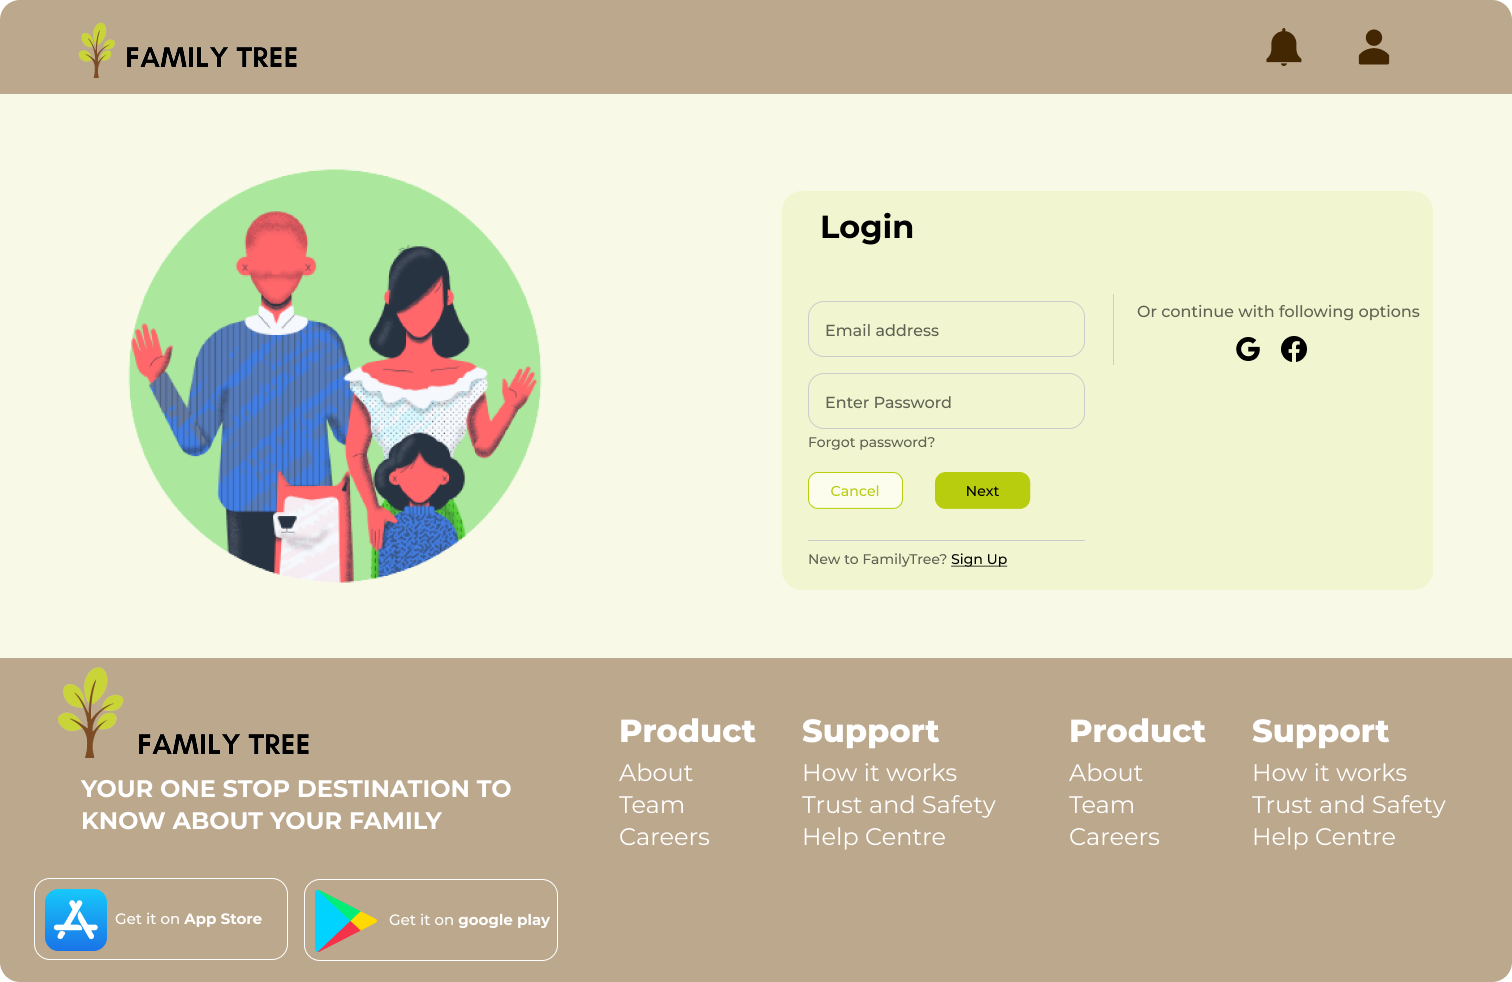 FAMILY TREE
Login
Email address
Or continue with following options
Enter Password
Forgot password?
Cancel
Next
New to FamilyTree? Sign Up
FAMILY TREE
YOUR ONE STOP DESTINATION TO
KNOW ABOUT YOUR FAMILY
Get it on App Store
Get it on google play
Product
About
Team
Careers
Support
How it works
Trust and Safety
Help Centre
Product
About
Team
Careers
Support
How it works
Trust and Safety
Help Centre